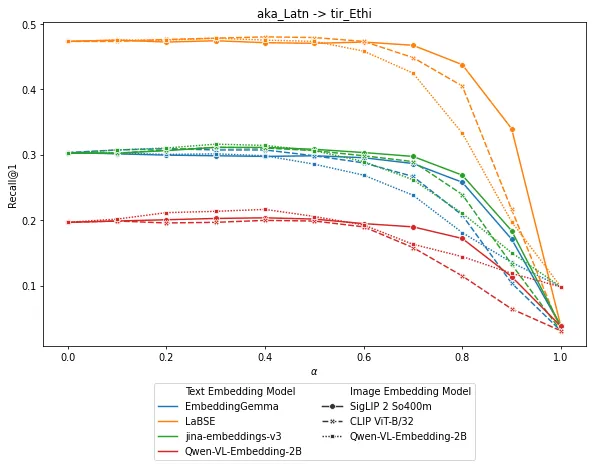 aka_Latn -> tir_Ethi
Recall@1
0.5
0.4
0.3
0.2
0.1
0.0 0.2 0.4 0.6 0.8 1.0
α
Text Embedding Model Image Embedding Model
EmbeddingGemma SigLIP 2 So400m
LaBSE CLIP ViT-B/32
jina-embeddings-v3 Qwen-VL-Embedding-2B
Qwen-VL-Embedding-2B